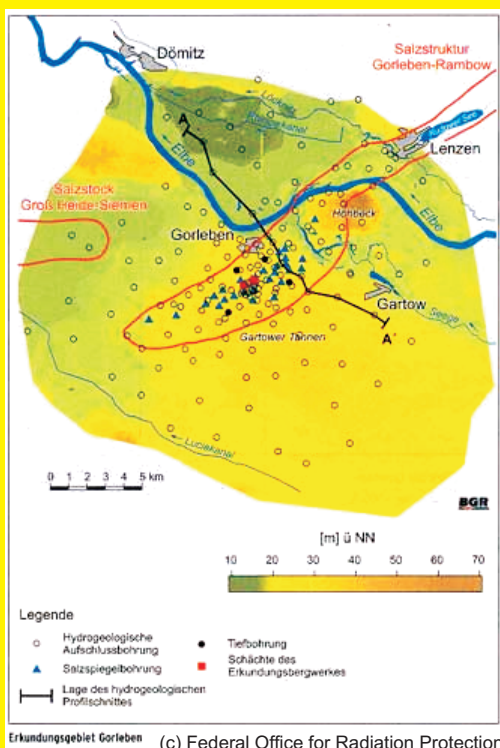 Dömitz
Salzstruktur
Gorleben-Rambow
Löcknitz
A
Rudower See
Lenzen
Elbe
Salzstock
Groß Heide-Siemen
Höhbeck
Elbe
Gorleben
Gartow
Seege
Gartower Tannen
A'
Luciekanal
0 1 2 3 4 5 km
BGR
[m] ü NN
10 20 30 40 50 60 70
Legende
Hydrogeologische
Aufschlussbohrung
Tiefbohrung
Salzspiegelbohrung
Schächte des
Erkundungsbergwerkes
Lage des hydrogeologischen
Profilschnittes
Erkundungsgebiet Gorleben
(c) Federal Office for Radiation Protection